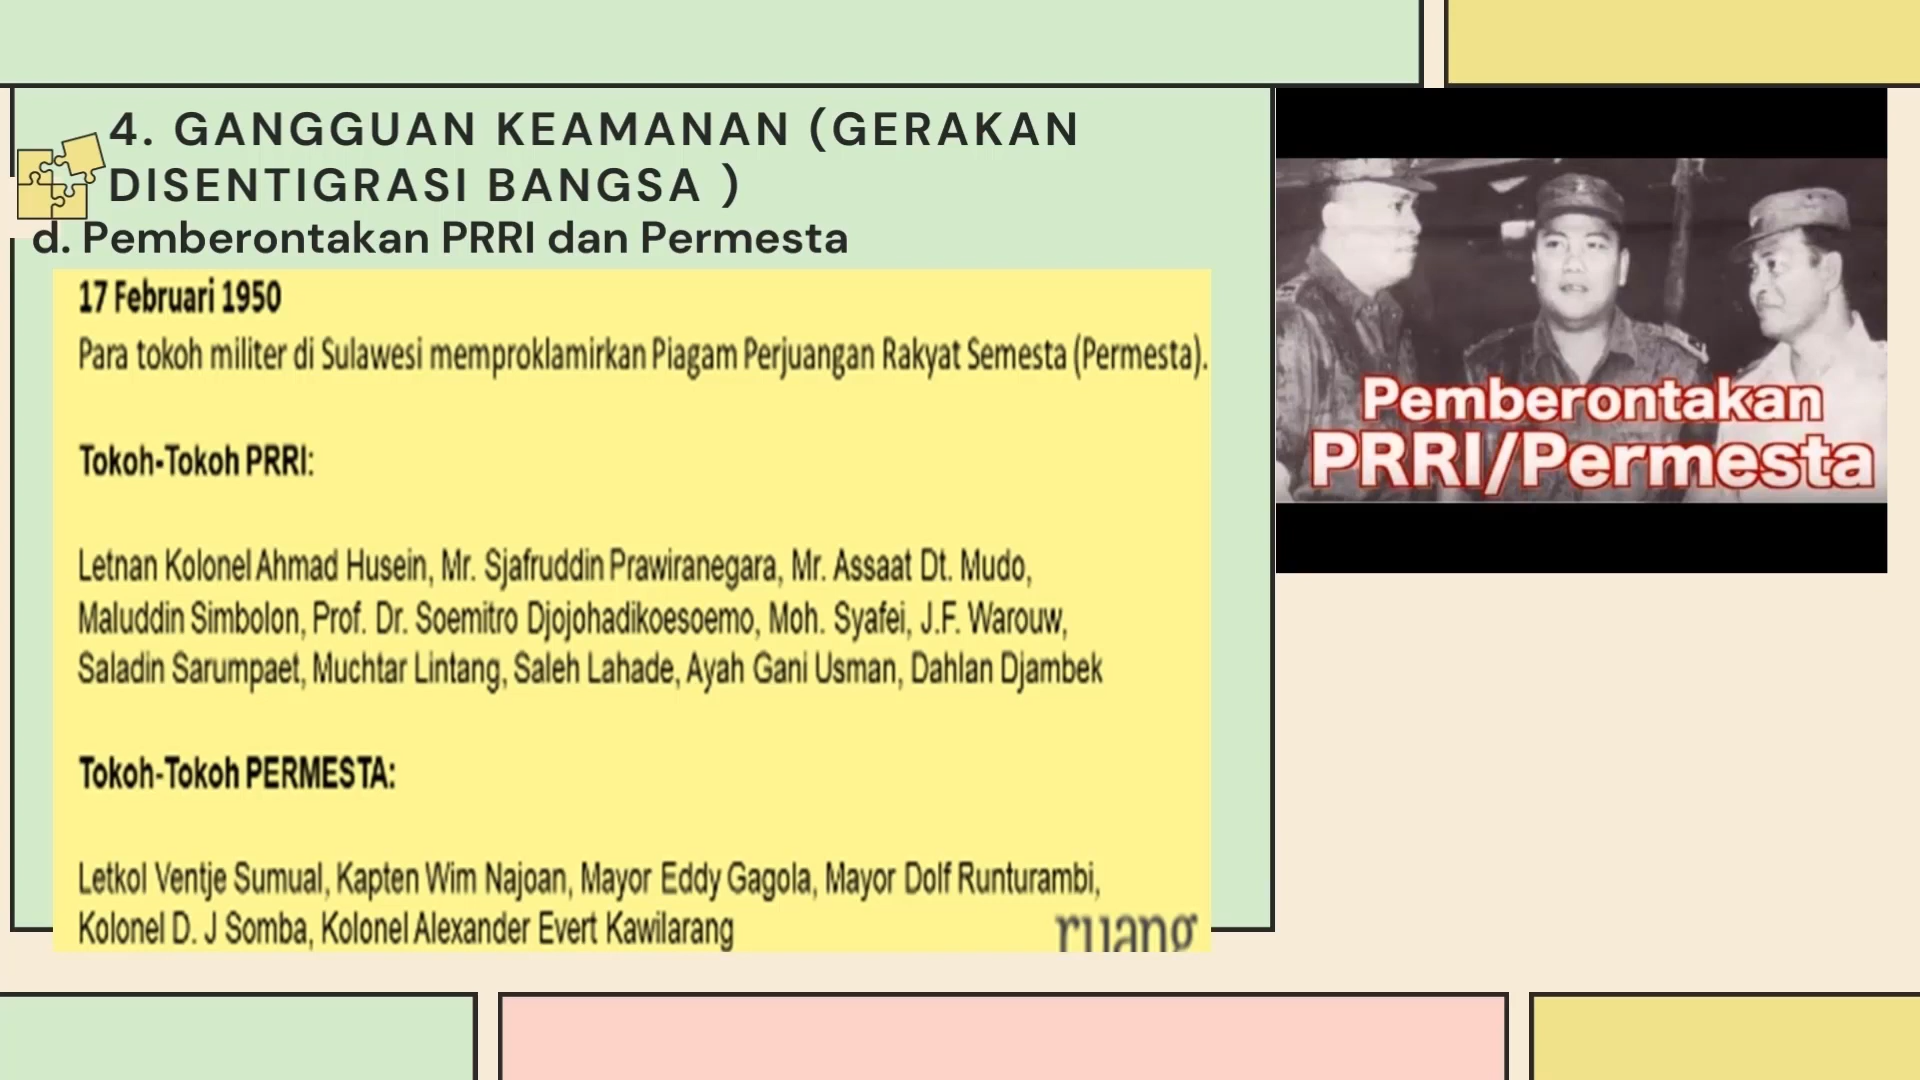 4. GANGGUAN KEAMANAN (GERAKAN
DISENTIGRASI BANGSA )
d. Pemberontakan PRRI dan Permesta
17 Februari 1950
Para tokoh militer di Sulawesi memproklamirkan Piagam Perjuangan Rakyat Semesta (Permesta).
Tokoh-Tokoh PRRI:
Letnan Kolonel Ahmad Husein, Mr. Sjafruddin Prawiranegara, Mr. Assaat Dt. Mudo,
Maluddin Simbolon, Prof. Dr. Soemitro Djojohadikoesoemo, Moh. Syafei, J.F. Warouw,
Saladin Sarumpaet, Muchtar Lintang, Saleh Lahade, Ayah Gani Usman, Dahlan Djambek
Tokoh-Tokoh PERMESTA:
Letkol Ventje Sumual, Kapten Wim Najoan, Mayor Eddy Gagola, Mayor Dolf Runturambi,
Kolonel D. J Somba, Kolonel Alexander Evert Kawilarang
ruang
Pemberontakan
PRRI/Permesta